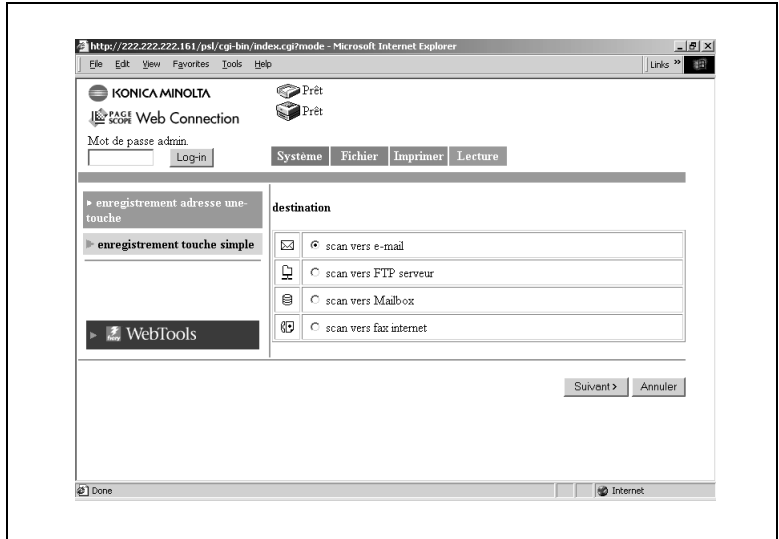 http://222.222.222.161/psl/cgi-bin/index.cgi?mode - Microsoft Internet Explorer
File Edit View Favorites Tools Help
Links »
KONICA MINOLTA
Prêt
PAGE SCOPE Web Connection
Prêt
Mot de passe admin.
Log-in
Système Fichier Imprimer Lecture
enregistrement adresse une-
touche
destination
enregistrement touche simple
scan vers e-mail
scan vers FTP serveur
scan vers Mailbox
scan vers fax internet
fiery WebTools
Suivant >
Annuler
Done
Internet